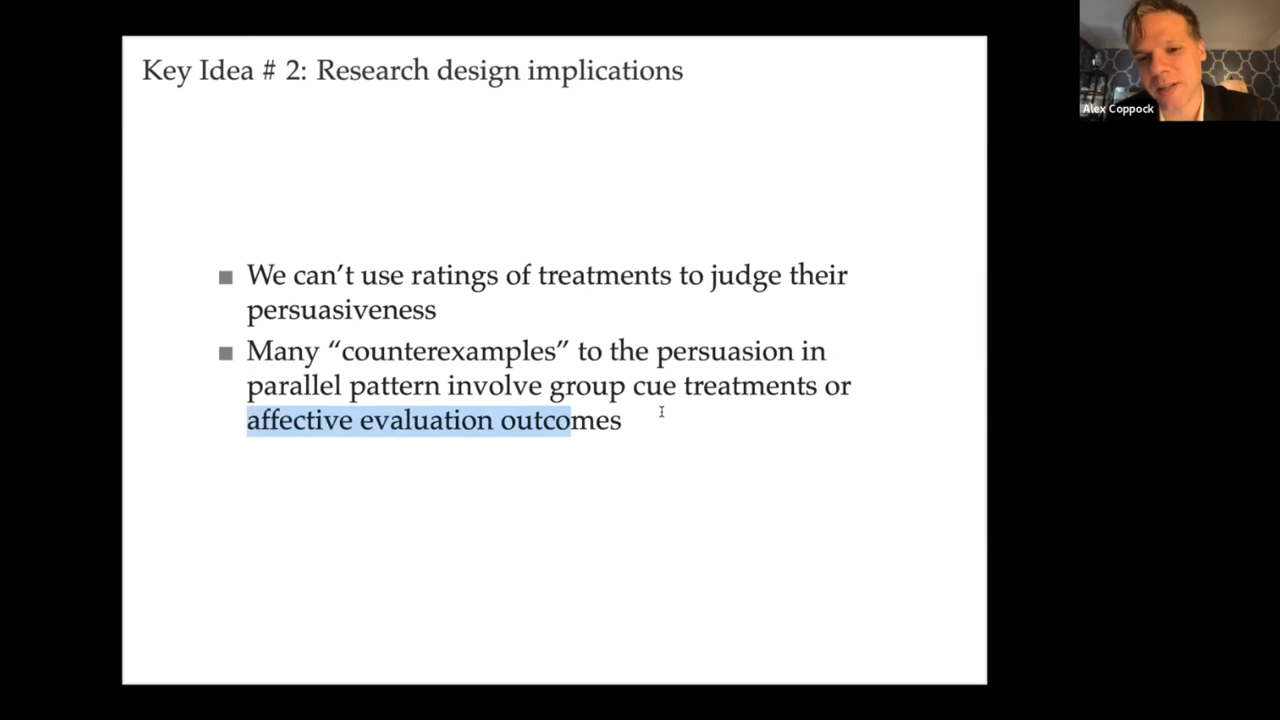 Key Idea # 2: Research design implications
Alex Coppock
■ We can’t use ratings of treatments to judge their
persuasiveness
■ Many “counterexamples” to the persuasion in
parallel pattern involve group cue treatments or
affective evaluation outcomes